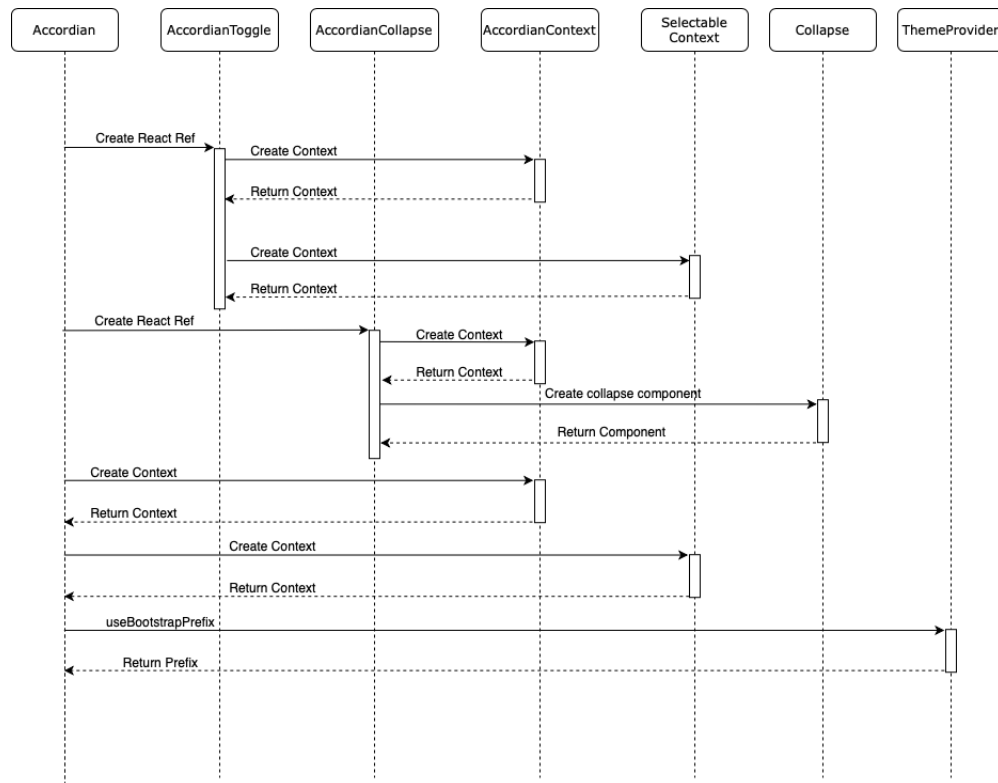 Accordian
AccordianToggle
AccordianCollapse
AccordianContext
Selectable
Context
Collapse
ThemeProvider
Create React Ref
Create Context
Return Context
Create Context
Return Context
Create React Ref
Create Context
Return Context
Create collapse component
Return Component
Create Context
Return Context
Create Context
Return Context
useBootstrapPrefix
Return Prefix